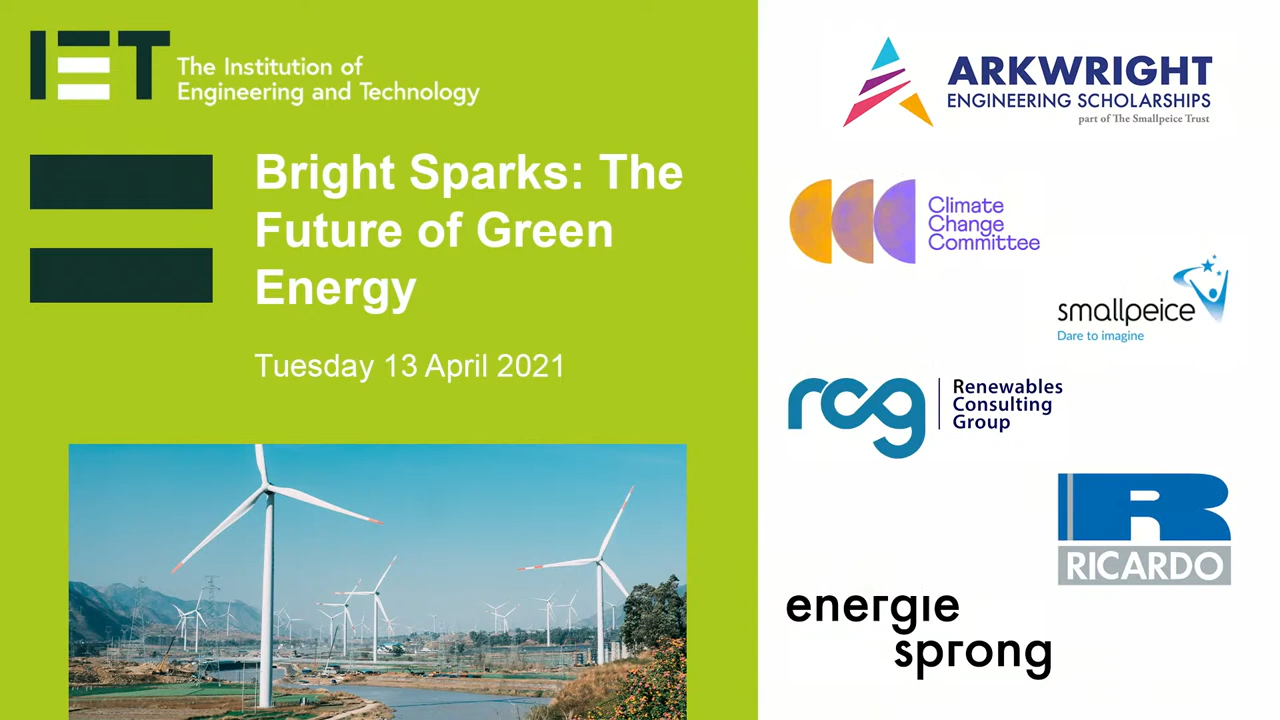 IET
The Institution of
Engineering and Technology
Bright Sparks: The
Future of Green
Energy
Tuesday 13 April 2021
ARKWRIGHT
ENGINEERING SCHOLARSHIPS
part of The Smallpeice Trust
Climate
Change
Committee
smallpeice
Dare to imagine
rcg
Renewables
Consulting
Group
R
RICARDO
energie
sprong